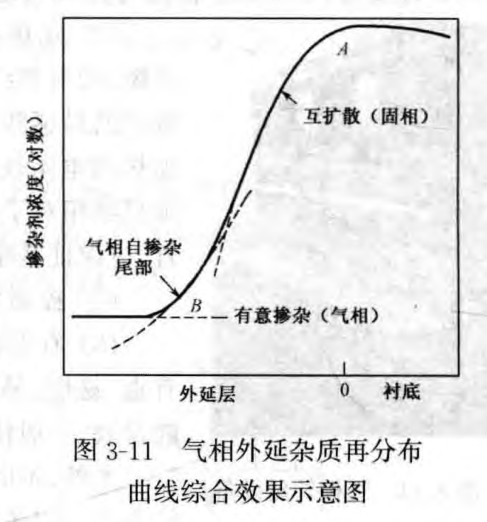 掺杂剂浓度(对数)
A
互扩散（固相）
气相自掺杂
尾部
B
有意掺杂（气相）
外延层
0
衬底
图 3-11 气相外延杂质再分布
曲线综合效果示意图